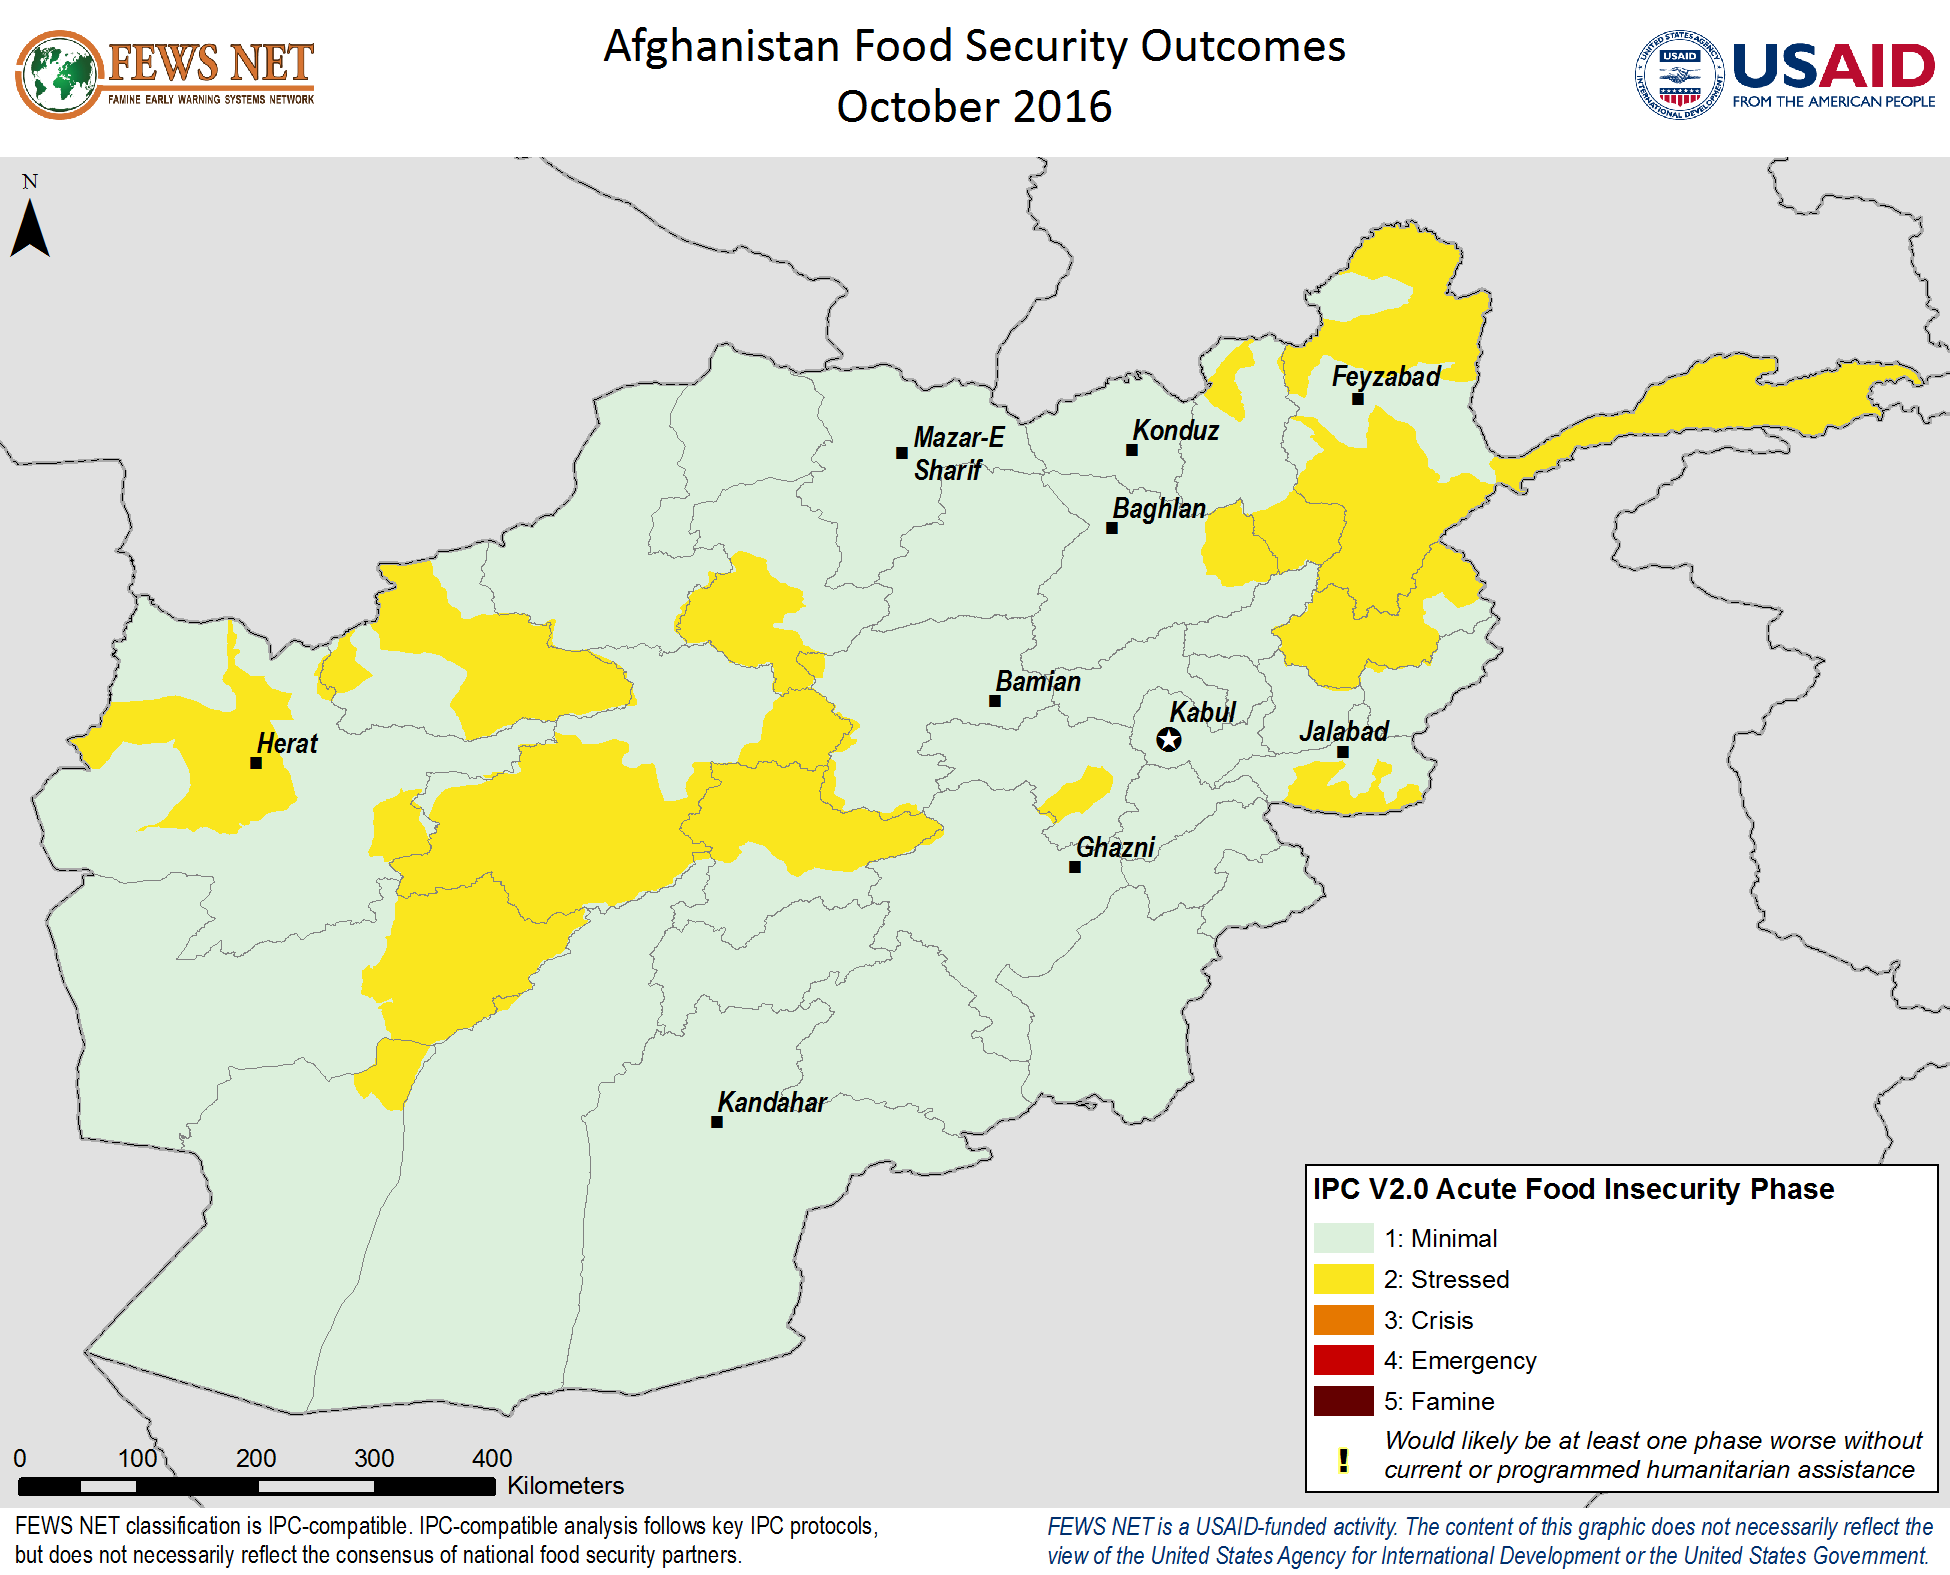 FEWS NET
FAMINE EARLY WARNING SYSTEMS NETWORK
Afghanistan Food Security Outcomes
October 2016
UNITED STATES AGENCY
USAID
INTERNATIONAL DEVELOPMENT
USAID
FROM THE AMERICAN PEOPLE
N
Feyzabad
Mazar-E
Sharif
Konduz
Baghlan
Bamian
Kabul
Herat
Jalabad
Ghazni
Kandahar
IPC V2.0 Acute Food Insecurity Phase
1: Minimal
2: Stressed
3: Crisis
4: Emergency
5: Famine
! Would likely be at least one phase worse without
current or programmed humanitarian assistance
0 100 200 300 400
Kilometers
FEWS NET classification is IPC-compatible. IPC-compatible analysis follows key IPC protocols,
but does not necessarily reflect the consensus of national food security partners.
FEWS NET is a USAID-funded activity. The content of this graphic does not necessarily reflect the
view of the United States Agency for International Development or the United States Government.